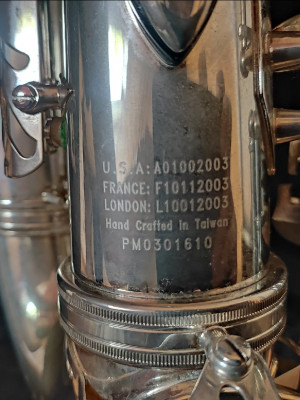 U.S.A: A01002003
FRANCE: F10112003
LONDON: L10012003
Hand Crafted in Taiwan
PM0301610